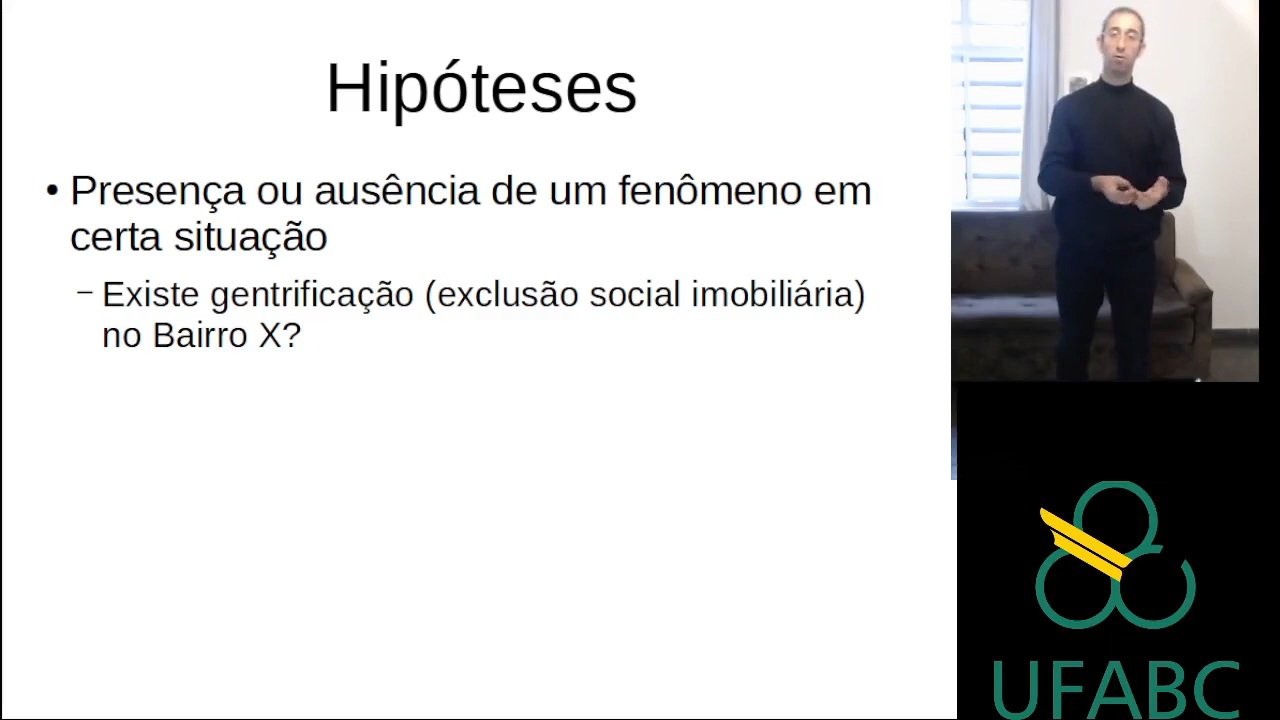 Hipóteses
• Presença ou ausência de um fenômeno em
certa situação
– Existe gentrificação (exclusão social imobiliária)
no Bairro X?
UFABC